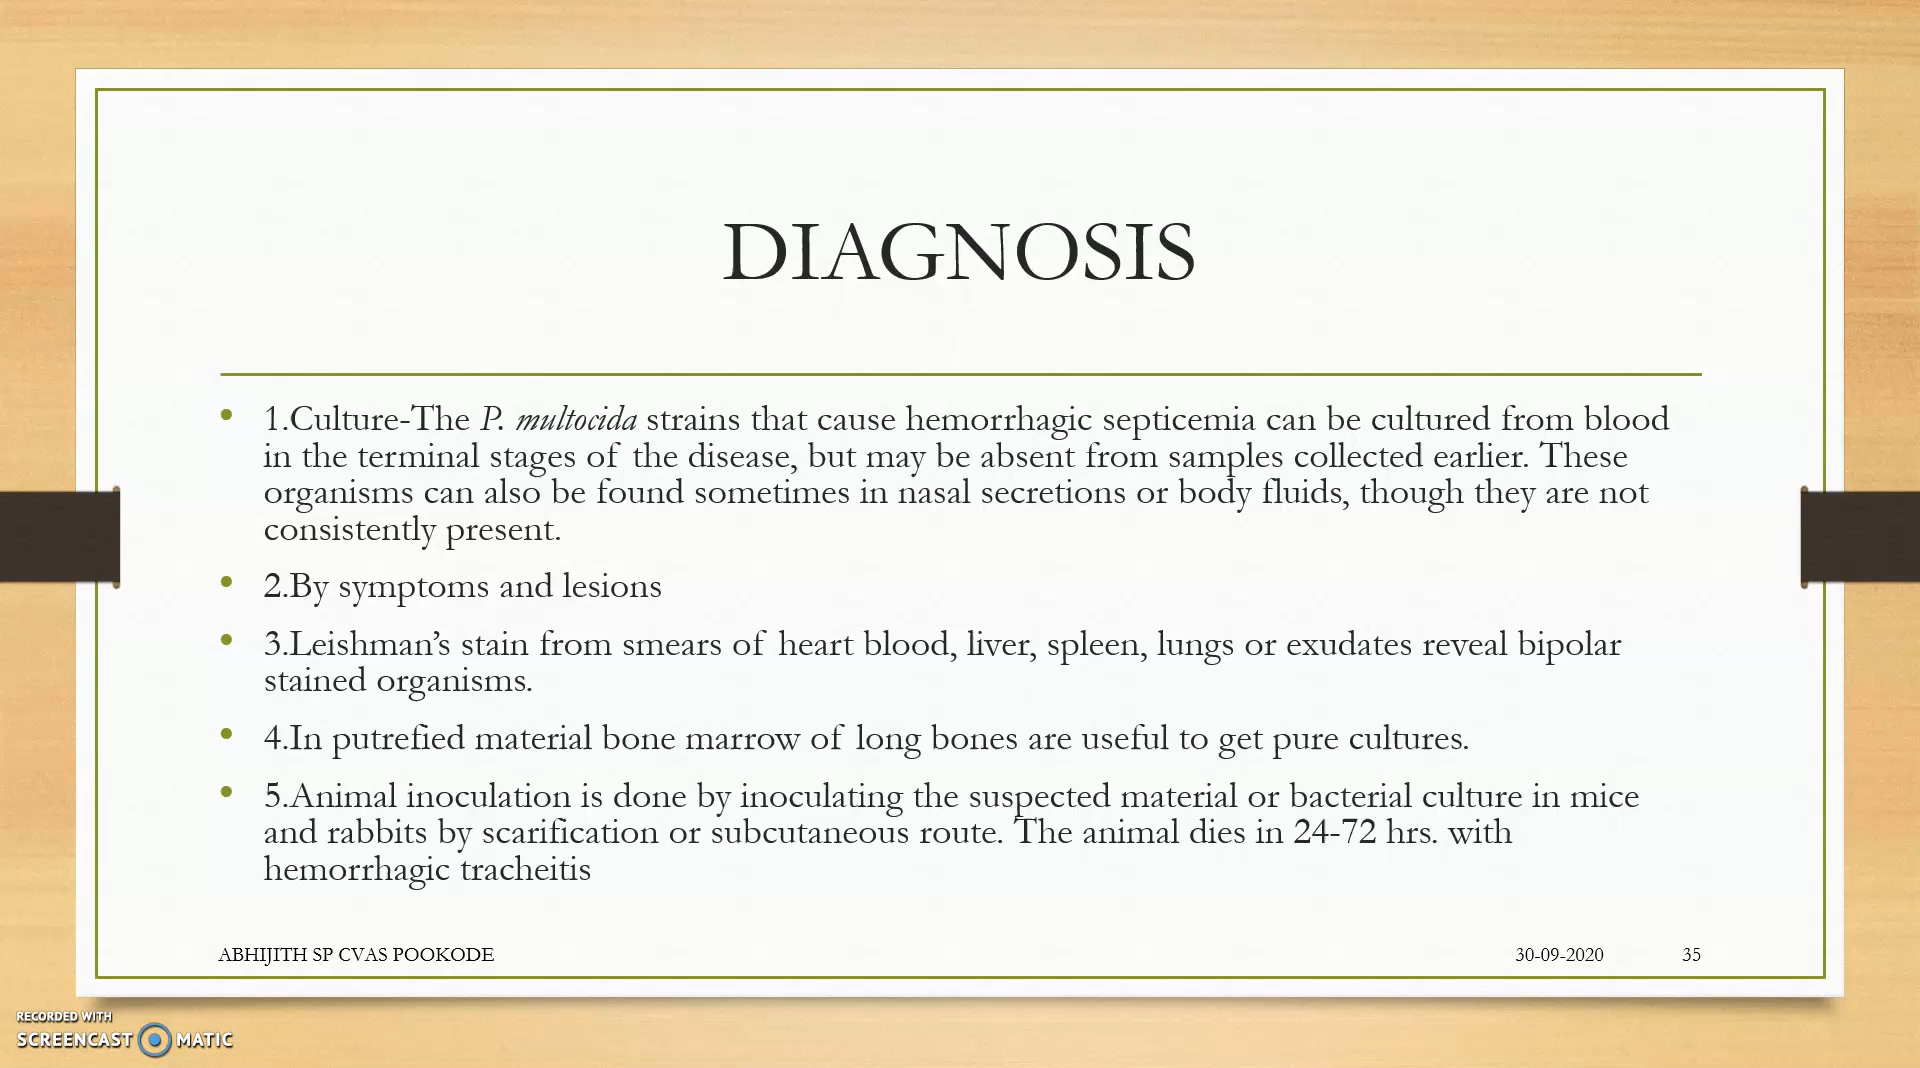 DIAGNOSIS
• 1.Culture-The P. multocida strains that cause hemorrhagic septicemia can be cultured from blood
in the terminal stages of the disease, but may be absent from samples collected earlier. These
organisms can also be found sometimes in nasal secretions or body fluids, though they are not
consistently present.
• 2.By symptoms and lesions
• 3.Leishman’s stain from smears of heart blood, liver, spleen, lungs or exudates reveal bipolar
stained organisms.
• 4.In putrefied material bone marrow of long bones are useful to get pure cultures.
• 5.Animal inoculation is done by inoculating the suspected material or bacterial culture in mice
and rabbits by scarification or subcutaneous route. The animal dies in 24-72 hrs. with
hemorrhagic tracheitis
ABHIJITH SP CVAS POOKODE 30-09-2020 35
RECORDED WITH
SCREENCAST MATIC